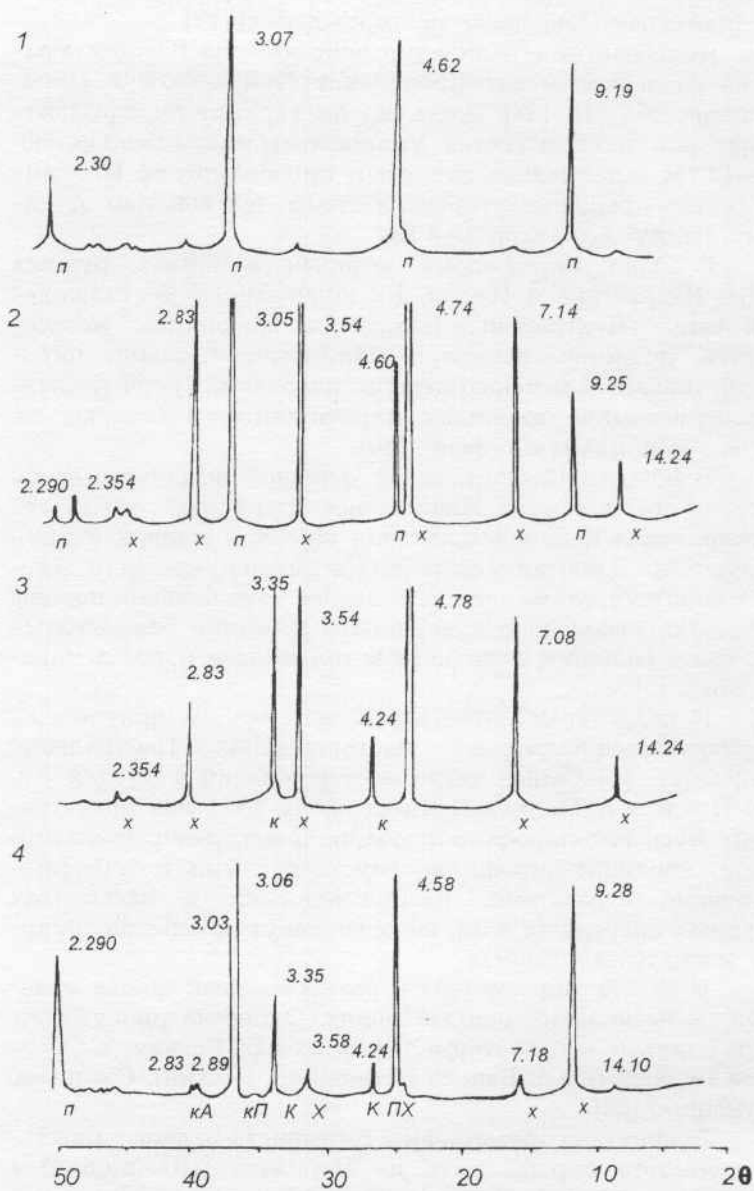 1 3.07 4.62 9.19
2.30
п п п п
2 2.83 3.05 3.54 4.74 7.14
4.60 9.25
2.290 2.354 14.24
п х х п х п х х п х
3 3.35 3.54 4.78 7.08
2.83 4.24 14.24
2.354
х х к х к х х х
4 3.06 4.58 9.28
2.290 3.03 3.35
2.83 2.89 3.58 4.24 7.18 14.10
п кА кП К Х К ПХ х х
50 40 30 20 10 2θ θ